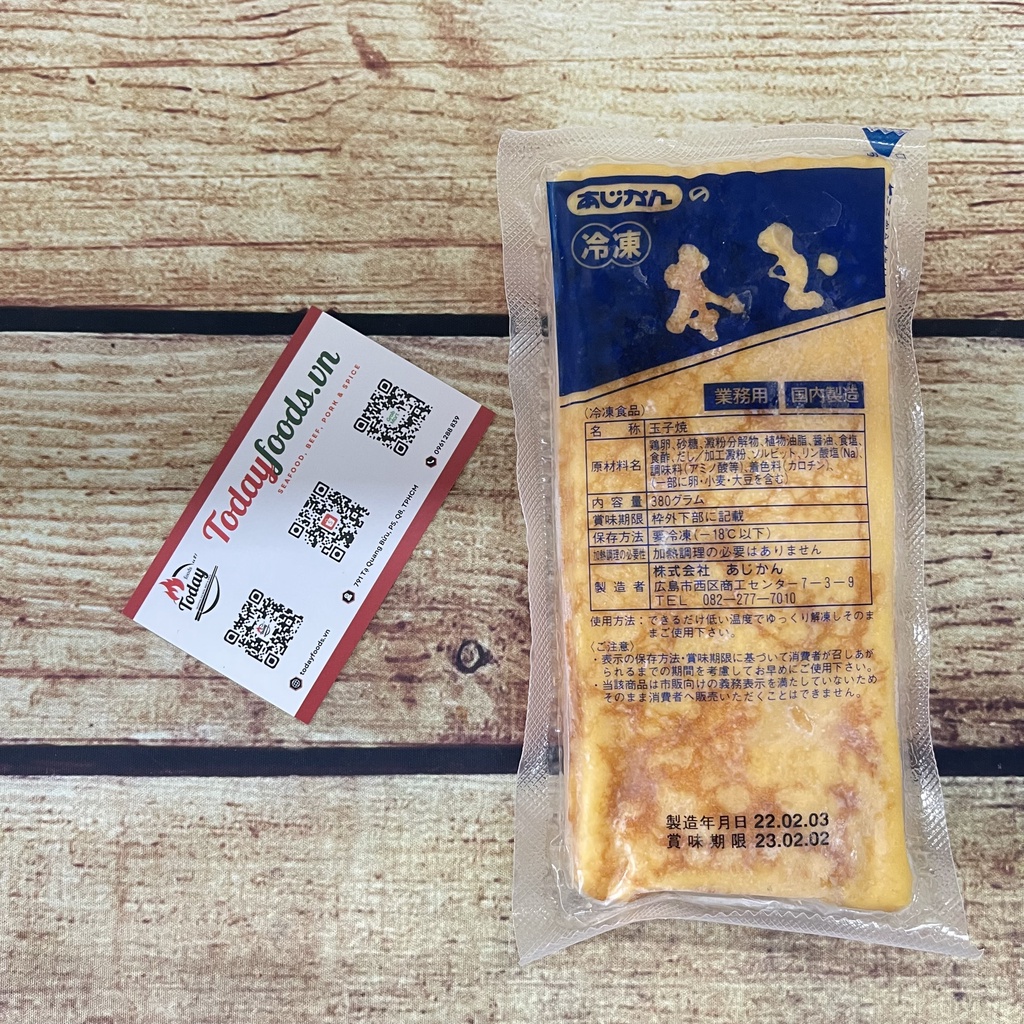 Todayfoods.vn
SEAFOOD, BEEF, PORK & SPICE
Today
0961 288 839
791 Tạ Quang Bửu, P5, Q8, TPHCM
todayfoods.vn
あじかんの
冷凍
本玉
業務用 国内製造
〈冷凍食品〉
名称 玉子焼
原材料名 鶏卵、砂糖、澱粉分解物、植物油脂、醤油、食塩、
食酢、だし/加工澱粉、ソルビット、リン酸塩(Na)、
調味料(アミノ酸等)、着色料(カロチン)、
(一部に卵・小麦・大豆を含む)
内容量 380グラム
賞味期限 枠外下部に記載
保存方法 要冷凍(−18℃以下)
加熱調理の必要性 加熱調理の必要はありません
製造者 株式会社 あじかん
広島市西区商工センター7−3−9
TEL 082−277−7010
使用方法：できるだけ低い温度でゆっくり解凍しそのま
まご使用下さい。
〈ご注意〉
・表示の保存方法・賞味期限に基づいて消費者が召しあが
られるまでの期間を考慮してお早めにご使用下さい。
・当該商品は市販向けの義務表示を満たしていないため
そのまま消費者へ販売いただくことはできません。
製造年月日 22.02.03
賞味期限 23.02.02